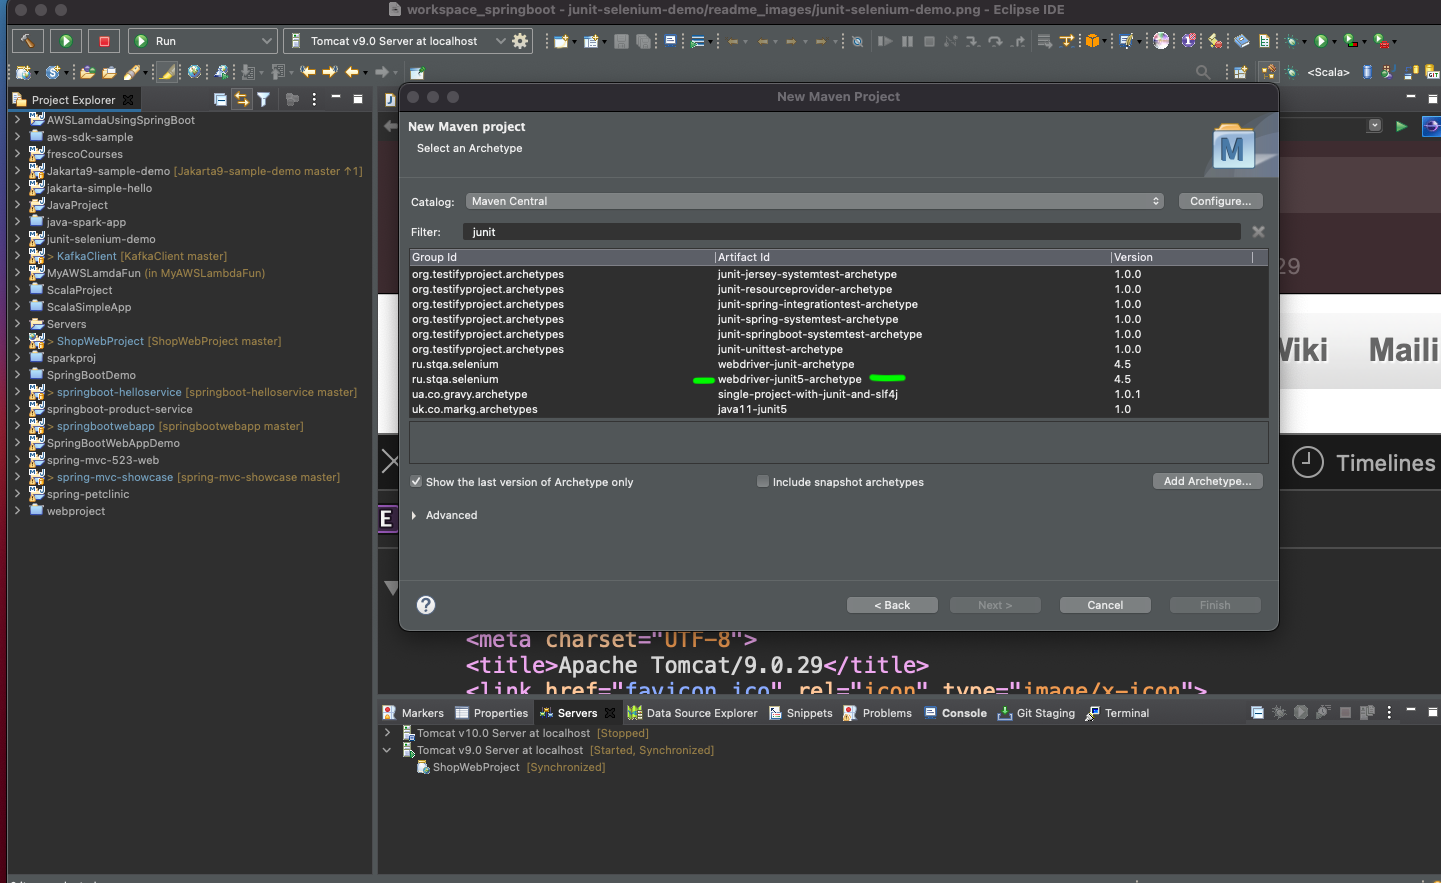 workspace_springboot - junit-selenium-demo/readme_images/junit-selenium-demo.png - Eclipse IDE
Run
Tomcat v9.0 Server at localhost
<Scala>
Project Explorer
AWSLamdaUsingSpringBoot
aws-sdk-sample
frescoCourses
Jakarta9-sample-demo [Jakarta9-sample-demo master ↑1]
jakarta-simple-hello
JavaProject
java-spark-app
junit-selenium-demo
> KafkaClient [KafkaClient master]
MyAWSLamdaFun (in MyAWSLambdaFun)
ScalaProject
ScalaSimpleApp
Servers
> ShopWebProject [ShopWebProject master]
sparkproj
SpringBootDemo
> springboot-helloservice [springboot-helloservice master]
springboot-product-service
> springbootwebapp [springbootwebapp master]
SpringBootWebAppDemo
spring-mvc-523-web
> spring-mvc-showcase [spring-mvc-showcase master]
spring-petclinic
webproject
New Maven Project
New Maven project
Select an Archetype
M
Catalog: Maven Central Configure...
Filter: junit
Group Id Artifact Id Version
org.testifyproject.archetypes junit-jersey-systemtest-archetype 1.0.0
org.testifyproject.archetypes junit-resourceprovider-archetype 1.0.0
org.testifyproject.archetypes junit-spring-integrationtest-archetype 1.0.0
org.testifyproject.archetypes junit-spring-systemtest-archetype 1.0.0
org.testifyproject.archetypes junit-springboot-systemtest-archetype 1.0.0
org.testifyproject.archetypes junit-unittest-archetype 1.0.0
ru.stqa.selenium webdriver-junit-archetype 4.5
ru.stqa.selenium webdriver-junit5-archetype 4.5
ua.co.gravy.archetype single-project-with-junit-and-slf4j 1.0.1
uk.co.markg.archetypes java11-junit5 1.0
Show the last version of Archetype only Include snapshot archetypes Add Archetype...
Advanced
? < Back Next > Cancel Finish
29
Wiki Maili
Timelines
E
<meta charset="UTF-8">
<title>Apache Tomcat/9.0.29</title>
<link href="favicon.ico" rel="icon" type="image/x-icon">
Markers Properties Servers Data Source Explorer Snippets Problems Console Git Staging Terminal
Tomcat v10.0 Server at localhost [Stopped]
Tomcat v9.0 Server at localhost [Started, Synchronized]
ShopWebProject [Synchronized]